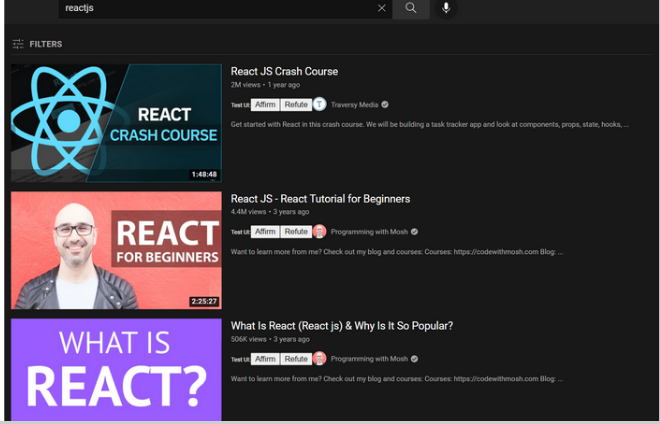 reactjs
FILTERS
REACT
CRASH COURSE
1:48:48
React JS Crash Course
2M views • 1 year ago
Test UI Affirm Refute T Traversy Media
Get started with React in this crash course. We will be building a task tracker app and look at components, props, state, hooks, ...
REACT
FOR BEGINNERS
2:25:27
React JS - React Tutorial for Beginners
4.4M views • 3 years ago
Test UI Affirm Refute Programming with Mosh
Want to learn more from me? Check out my blog and courses: Courses: https://codewithmosh.com Blog: ...
WHAT IS
REACT?
What Is React (React js) & Why Is It So Popular?
506K views • 3 years ago
Test UI Affirm Refute Programming with Mosh
Want to learn more from me? Check out my blog and courses: Courses: https://codewithmosh.com Blog: ...